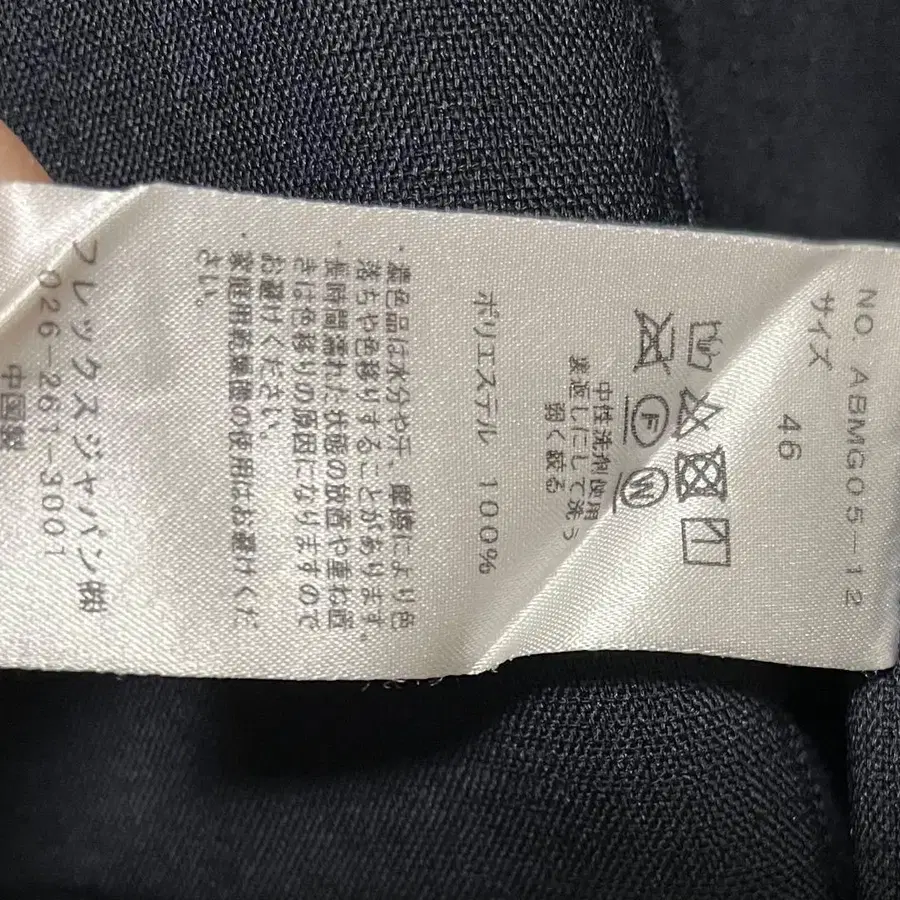 NO. ABMG05-12
サイズ
46
F
W
中性洗剤使用
裏返しにして洗う
弱く絞る
ポリエステル 100%
・濃色品は水分や汗、摩擦により色
落ちや色移りすることがあります。
・長時間濡れた状態の放置や重ね置
きは色移りの原因になりますので
お避けください。
・家庭用乾燥機の使用はお避けくだ
さい。
フレックスジャパン㈱
026-261-3001
中国製